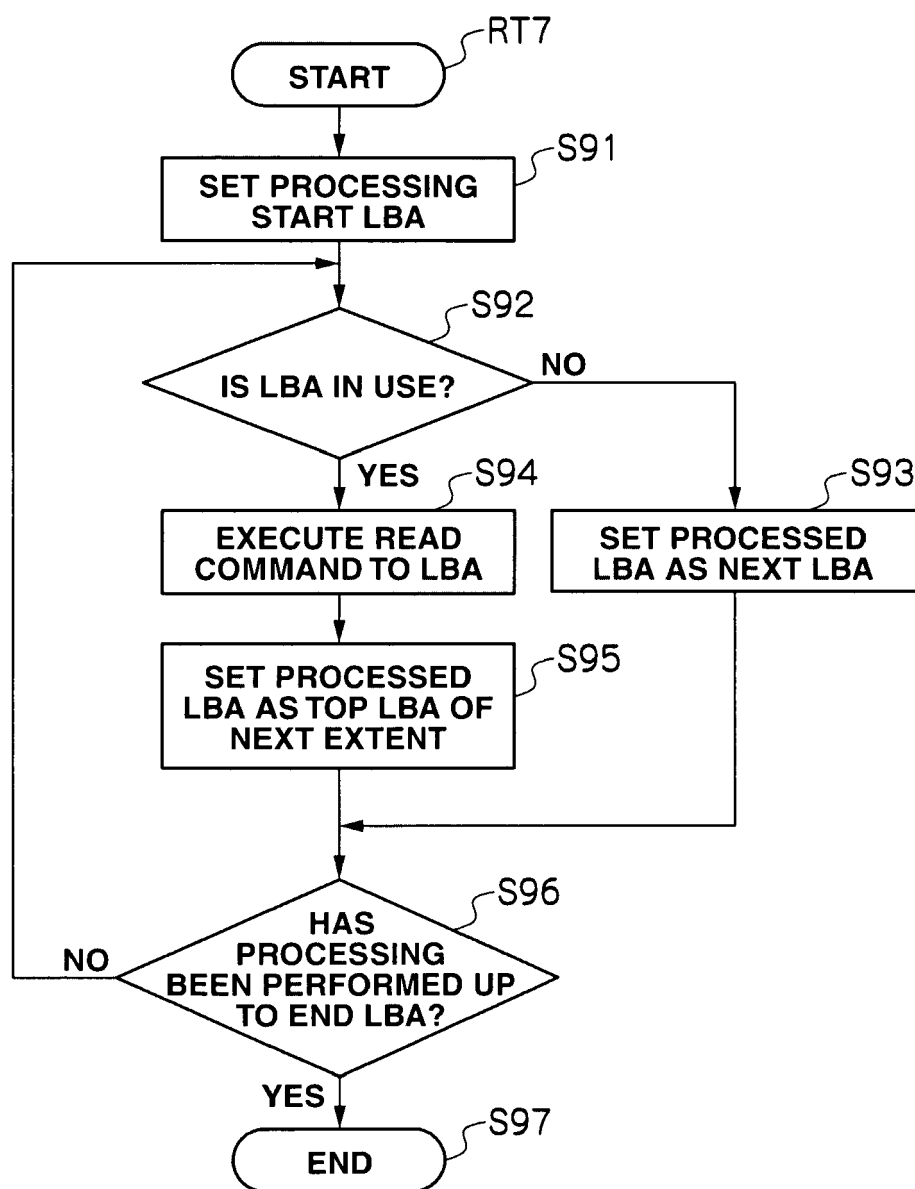 RT7
START
S91
SET PROCESSING
START LBA
S92
IS LBA IN USE?
NO
YES
S94
EXECUTE READ
COMMAND TO LBA
S93
SET PROCESSED
LBA AS NEXT LBA
S95
SET PROCESSED
LBA AS TOP LBA OF
NEXT EXTENT
S96
HAS
PROCESSING
BEEN PERFORMED UP
TO END LBA?
NO
YES
S97
END